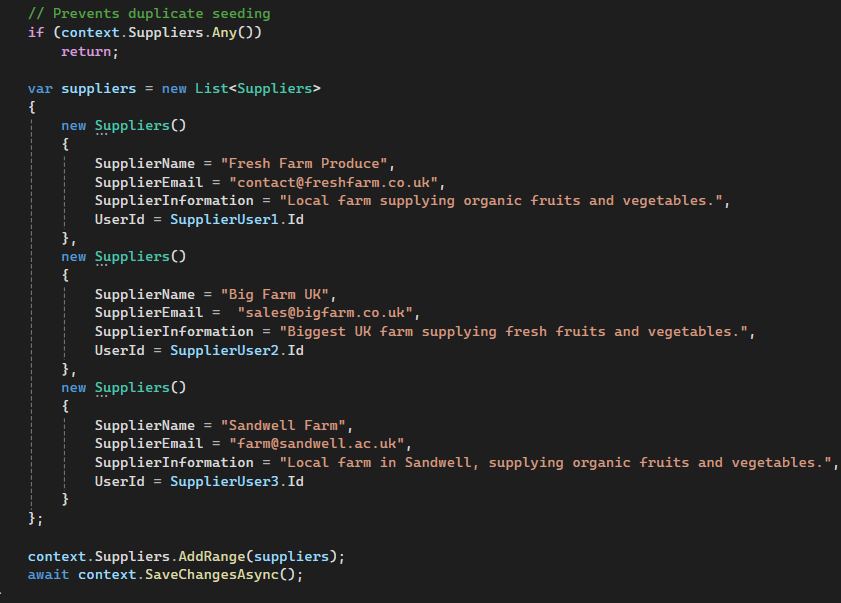 // Prevents duplicate seeding
if (context.Suppliers.Any())
    return;

var suppliers = new List<Suppliers>
{
    new Suppliers()
    {
        SupplierName = "Fresh Farm Produce",
        SupplierEmail = "contact@freshfarm.co.uk",
        SupplierInformation = "Local farm supplying organic fruits and vegetables.",
        UserId = SupplierUser1.Id
    },
    new Suppliers()
    {
        SupplierName = "Big Farm UK",
        SupplierEmail =  "sales@bigfarm.co.uk",
        SupplierInformation = "Biggest UK farm supplying fresh fruits and vegetables.",
        UserId = SupplierUser2.Id
    },
    new Suppliers()
    {
        SupplierName = "Sandwell Farm",
        SupplierEmail = "farm@sandwell.ac.uk",
        SupplierInformation = "Local farm in Sandwell, supplying organic fruits and vegetables.",
        UserId = SupplierUser3.Id
    }
};

context.Suppliers.AddRange(suppliers);
await context.SaveChangesAsync();